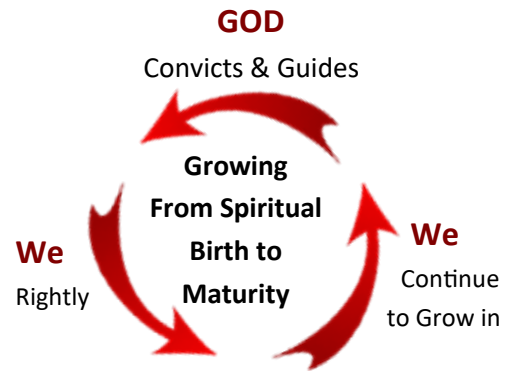 GOD
Convicts & Guides
Growing
From Spiritual
Birth to
Maturity
We
Rightly
We
Continue
to Grow in